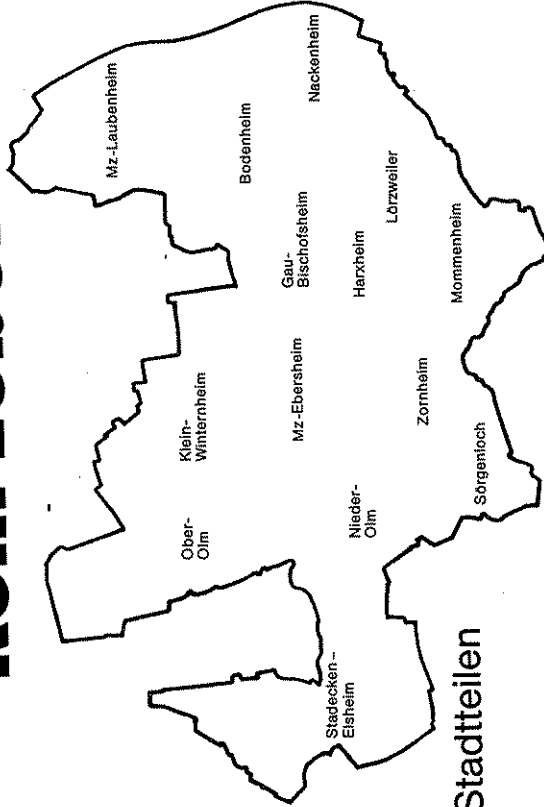 Mz-Laubenheim
Ober-
Olm
Klein-
Winternheim
Bodenheim
Gau-
Bischofsheim
Mz-Ebersheim
Nackenheim
Stadecken-
Elsheim
Nieder-
Olm
Harxheim
Lörzweiler
Zornheim
Mommenheim
Stadtteilen
Sörgenloch